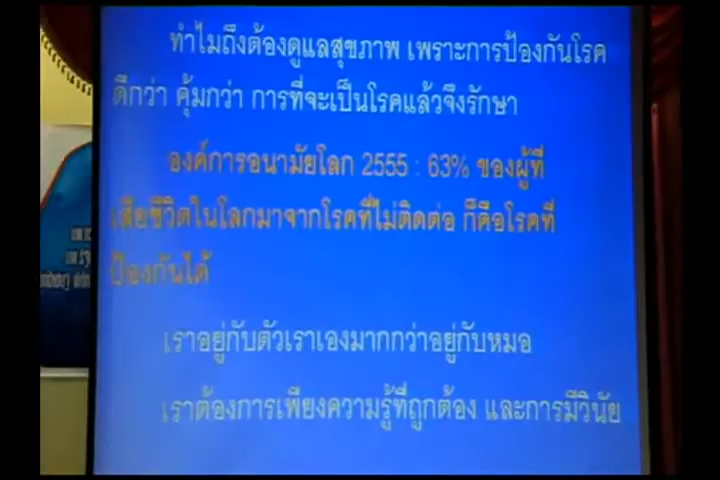 ทำไมถึงต้องดูแลสุขภาพ เพราะการป้องกันโรค
ดีกว่า คุ้มกว่า การที่จะเป็นโรคแล้วจึงรักษา
องค์การอนามัยโลก 2555 : 63% ของผู้ที่
เสียชีวิตในโลกมาจากโรคที่ไม่ติดต่อ ก็คือโรคที่
ป้องกันได้
เราอยู่กับตัวเราเองมากกว่าอยู่กับหมอ
เราต้องการเพียงความรู้ที่ถูกต้อง และการมีวินัย